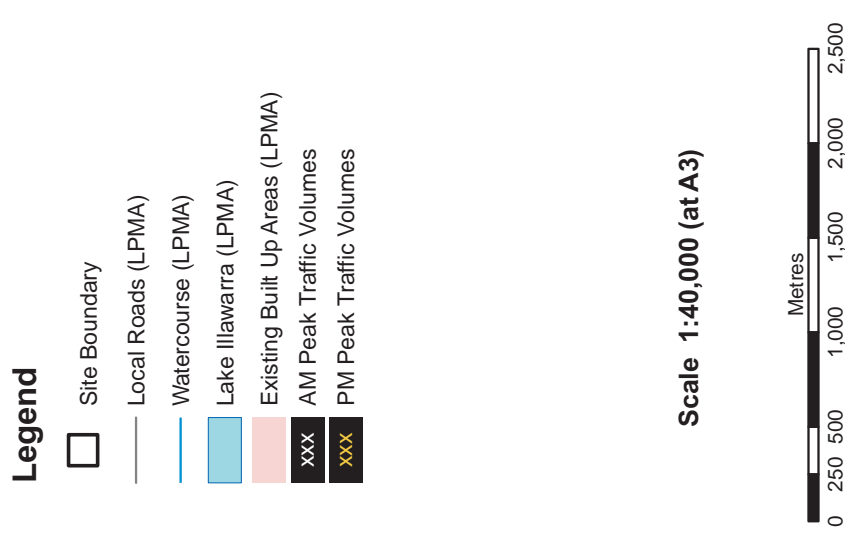 Legend
Site Boundary
Local Roads (LPMA)
Watercourse (LPMA)
Lake Illawarra (LPMA)
Existing Built Up Areas (LPMA)
XXX AM Peak Traffic Volumes
XXX PM Peak Traffic Volumes
Scale 1:40,000 (at A3)
Metres
0 250 500 1,000 1,500 2,000 2,500